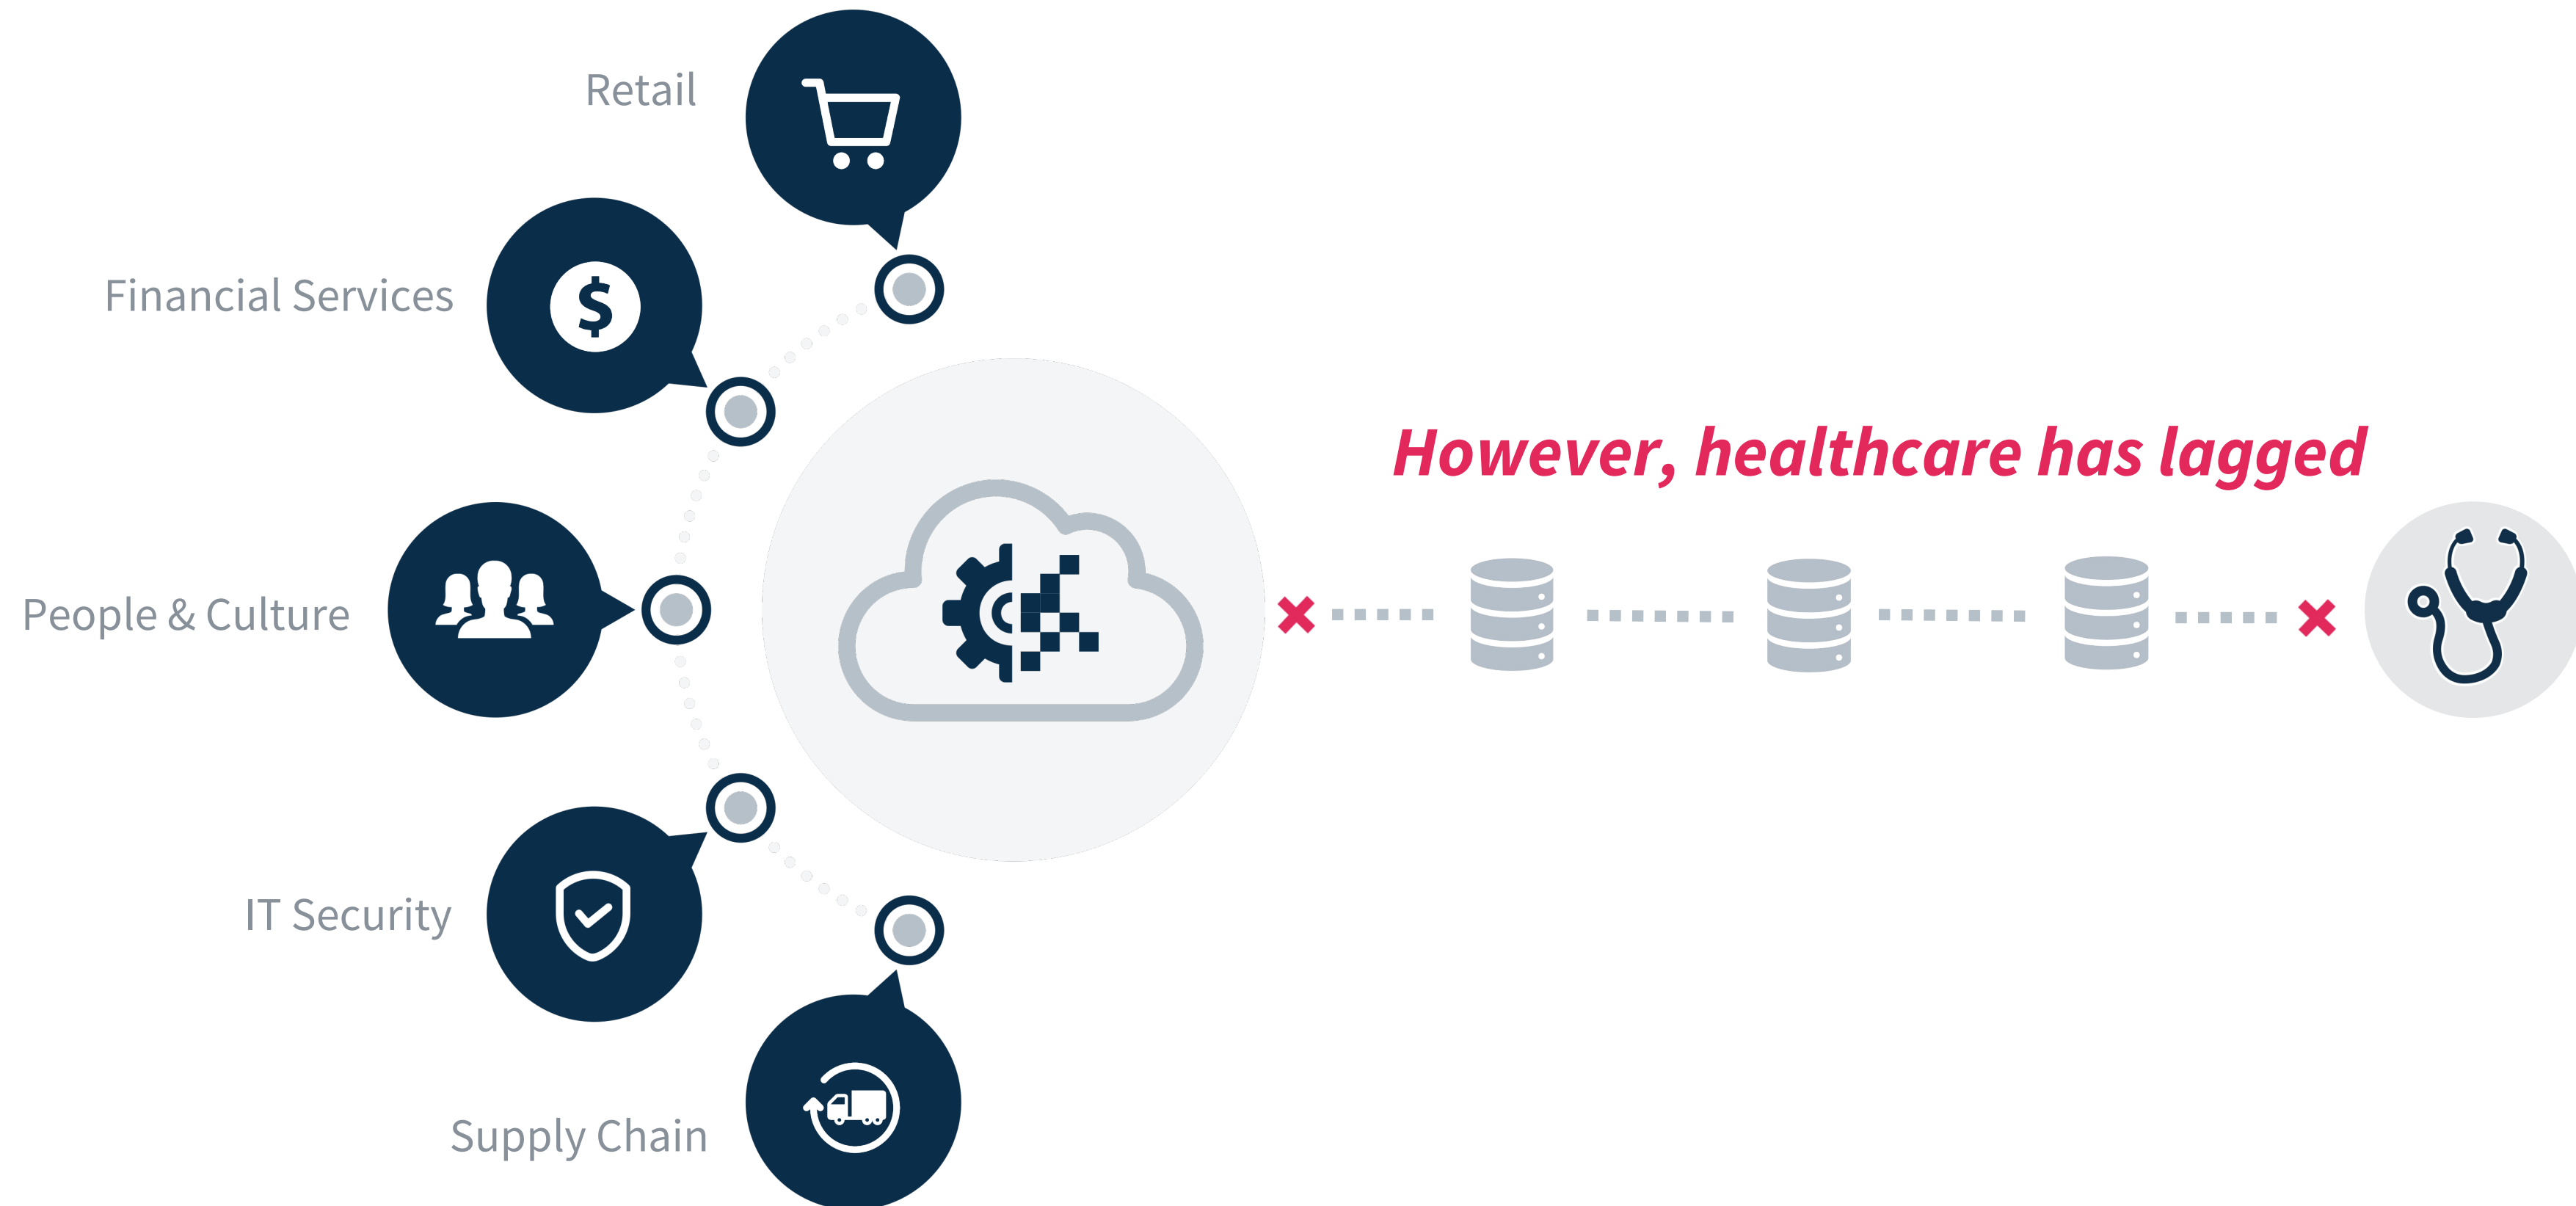 Retail
Financial Services
However, healthcare has lagged
People & Culture
IT Security
Supply Chain